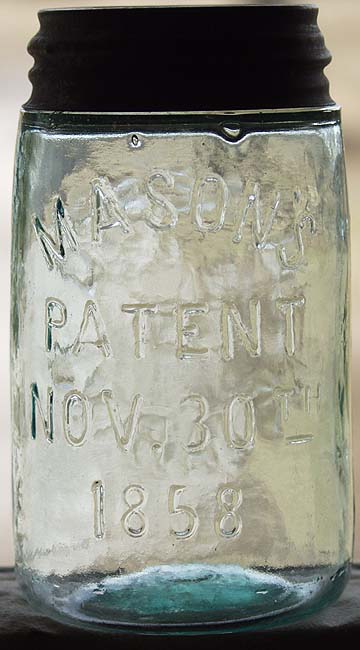 MASON'S
PATENT
NOV. 30TH
1858